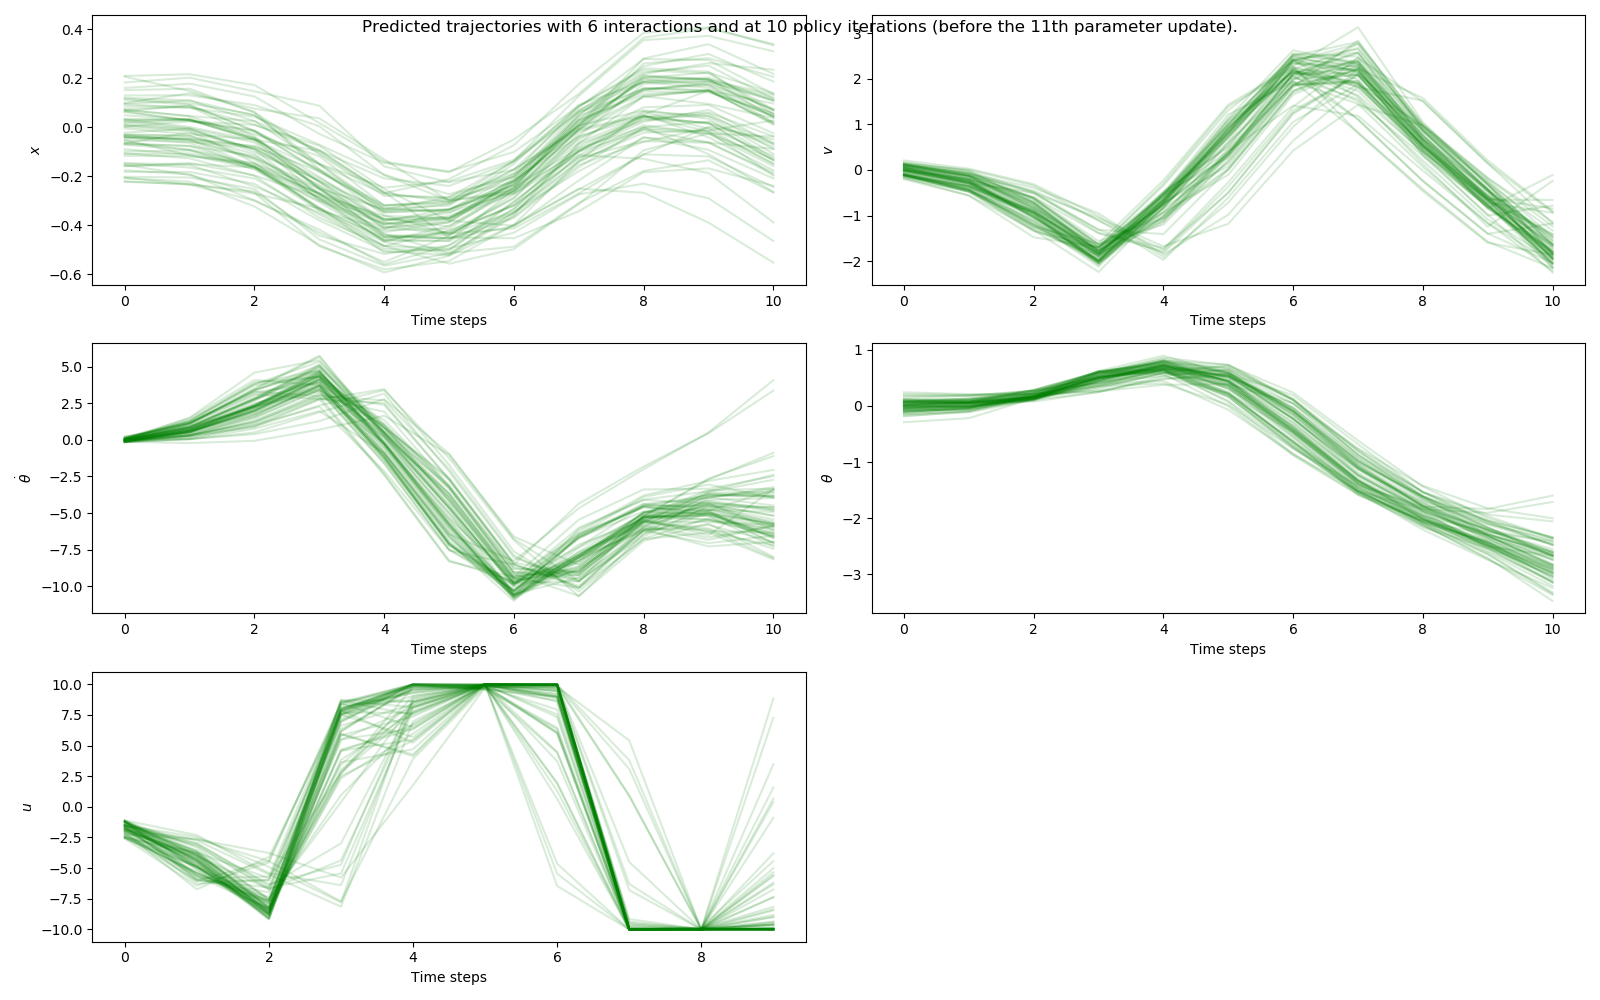 Predicted trajectories with 6 interactions and at 10 policy iterations (before the 11th parameter update).
0.4
0.2
0.0
−0.2
−0.4
−0.6
x
0 2 4 6 8 10
Time steps
3
2
1
0
−1
−2
v
0 2 4 6 8 10
Time steps
5.0
2.5
0.0
−2.5
−5.0
−7.5
−10.0
θ̇
0 2 4 6 8 10
Time steps
1
0
−1
−2
−3
θ
0 2 4 6 8 10
Time steps
10.0
7.5
5.0
2.5
0.0
−2.5
−5.0
−7.5
−10.0
u
0 2 4 6 8
Time steps